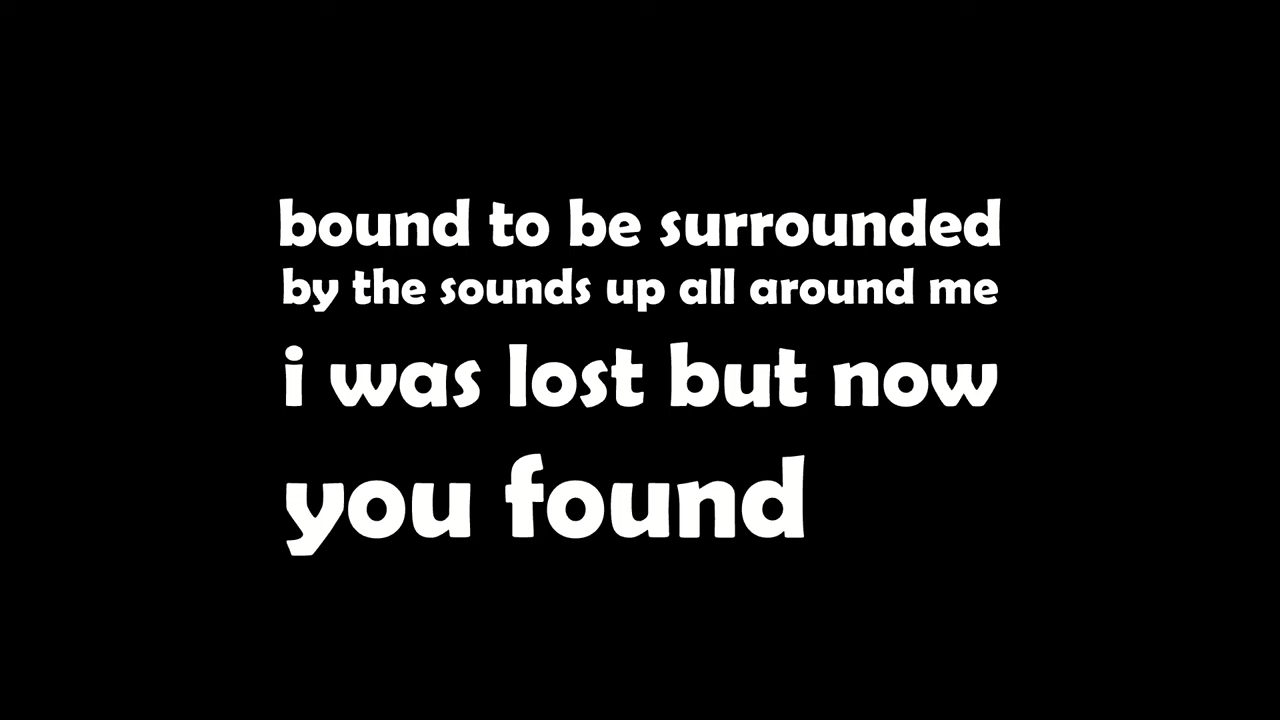 bound to be surrounded
by the sounds up all around me
i was lost but now
you found